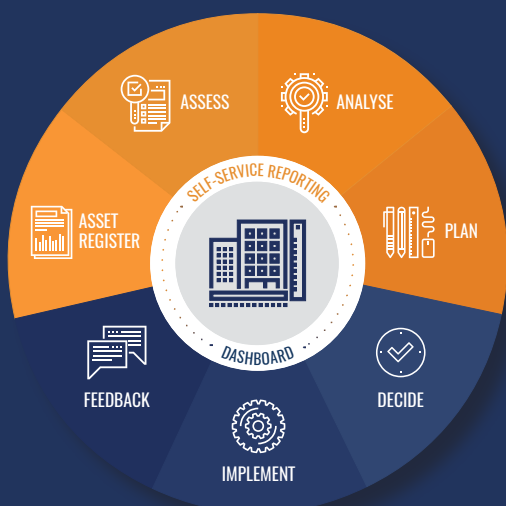 ASSESS
ANALYSE
SELF-SERVICE REPORTING
ASSET
REGISTER
PLAN
DASHBOARD
FEEDBACK
DECIDE
IMPLEMENT